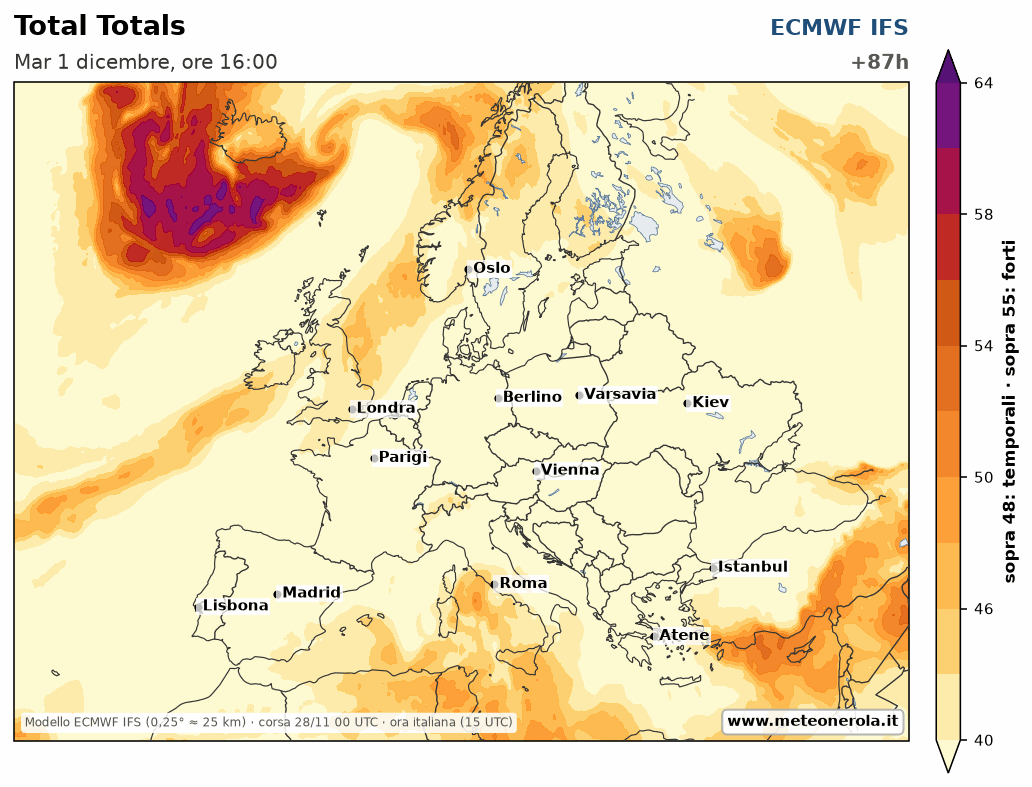 Total Totals
ECMWF IFS
Mar 1 dicembre, ore 16:00
+87h
64
58
54
50
46
40
sopra 48: temporali · sopra 55: forti
Oslo
Londra
Berlino
Varsavia
Kiev
Parigi
Vienna
Istanbul
Roma
Madrid
Lisbona
Atene
Modello ECMWF IFS (0,25° ≈ 25 km) · corsa 28/11 00 UTC · ora italiana (15 UTC)
www.meteonerola.it